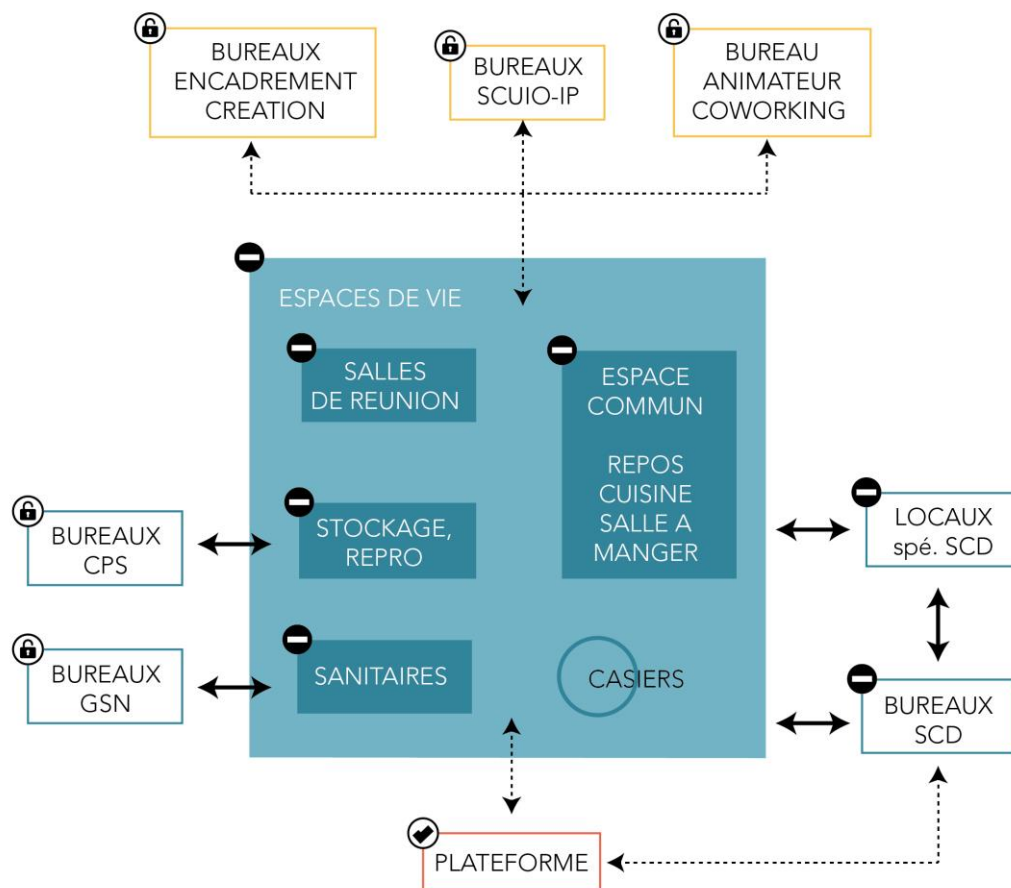 BUREAUX
ENCADREMENT
CREATION
BUREAUX
SCUIO-IP
BUREAU
ANIMATEUR
COWORKING
ESPACES DE VIE
SALLES
DE REUNION
ESPACE
COMMUN
REPOS
CUISINE
SALLE A
MANGER
BUREAUX
CPS
STOCKAGE,
REPRO
LOCAUX
spé. SCD
BUREAUX
GSN
SANITAIRES
CASIERS
BUREAUX
SCD
PLATEFORME